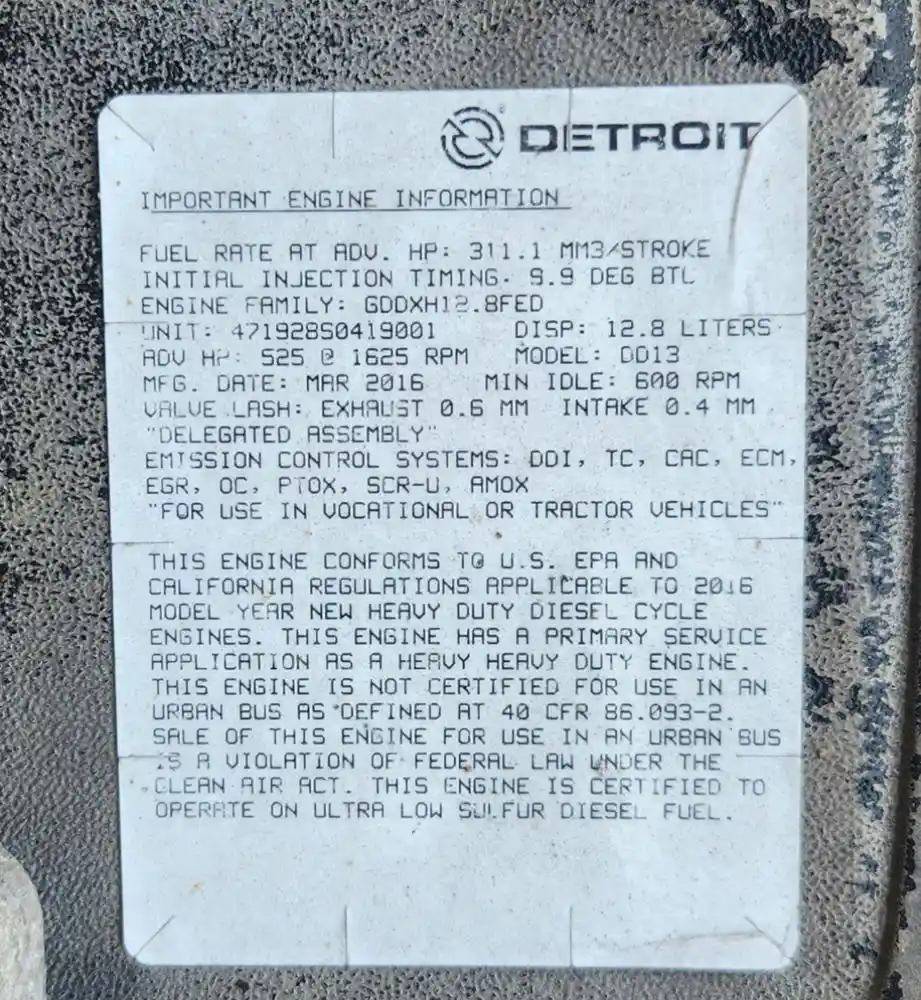 DETROIT
IMPORTANT ENGINE INFORMATION
FUEL RATE AT ADV. HP: 311.1 MM3/STROKE
INITIAL INJECTION TIMING: 9.9 DEG BTC
ENGINE FAMILY: GDDXH12.8FED
UNIT: 471928S0419001 DISP: 12.8 LITERS
ADV HP: 525 @ 1625 RPM MODEL: DD13
MFG. DATE: MAR 2016 MIN IDLE: 600 RPM
VALVE LASH: EXHAUST 0.6 MM INTAKE 0.4 MM
"DELEGATED ASSEMBLY"
EMISSION CONTROL SYSTEMS: DDI, TC, CAC, ECM,
EGR, OC, PTOX, SCR-U, AMOX
"FOR USE IN VOCATIONAL OR TRACTOR VEHICLES"
THIS ENGINE CONFORMS TO U.S. EPA AND
CALIFORNIA REGULATIONS APPLICABLE TO 2016
MODEL YEAR NEW HEAVY DUTY DIESEL CYCLE
ENGINES. THIS ENGINE HAS A PRIMARY SERVICE
APPLICATION AS A HEAVY HEAVY DUTY ENGINE.
THIS ENGINE IS NOT CERTIFIED FOR USE IN AN
URBAN BUS AS DEFINED AT 40 CFR 86.093-2.
SALE OF THIS ENGINE FOR USE IN AN URBAN BUS
IS A VIOLATION OF FEDERAL LAW UNDER THE
CLEAN AIR ACT. THIS ENGINE IS CERTIFIED TO
OPERATE ON ULTRA LOW SULFUR DIESEL FUEL.